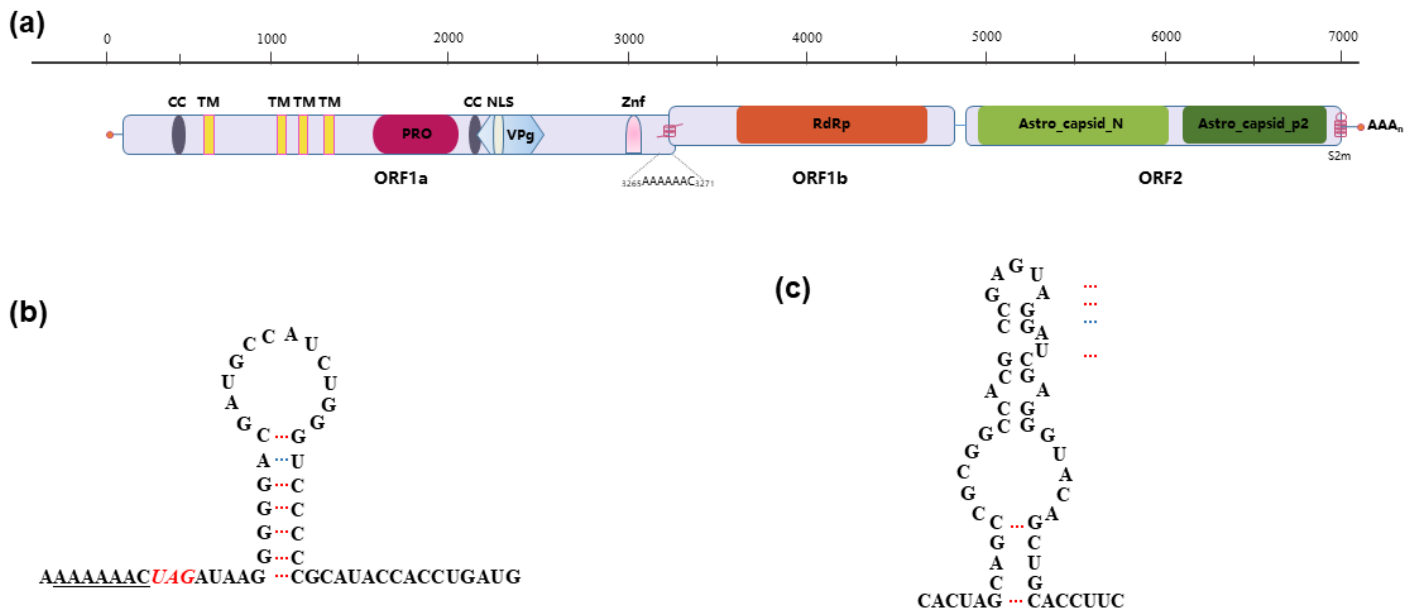 (a)
0 1000 2000 3000 4000 5000 6000 7000
CC TM TM TM TM CC NLS Znf
PRO VPg RdRp Astro_capsid_N Astro_capsid_p2 AAAn
S2m
ORF1a ORF1b ORF2
3265AAAAAAC3271
(b)
C C A U
G C
U U
A G
G G
C G
A U
G C
G C
G C
G C
AAAAAAACUAGAUAAG CGCAUACCACCUGAUG
(c)
A G U
G A
C G
C G A
U
G C
C G
A A
C G
C G
G G
G U
C A
G C
C C G A
G C
A U
C G
CACUAG CACCUUC